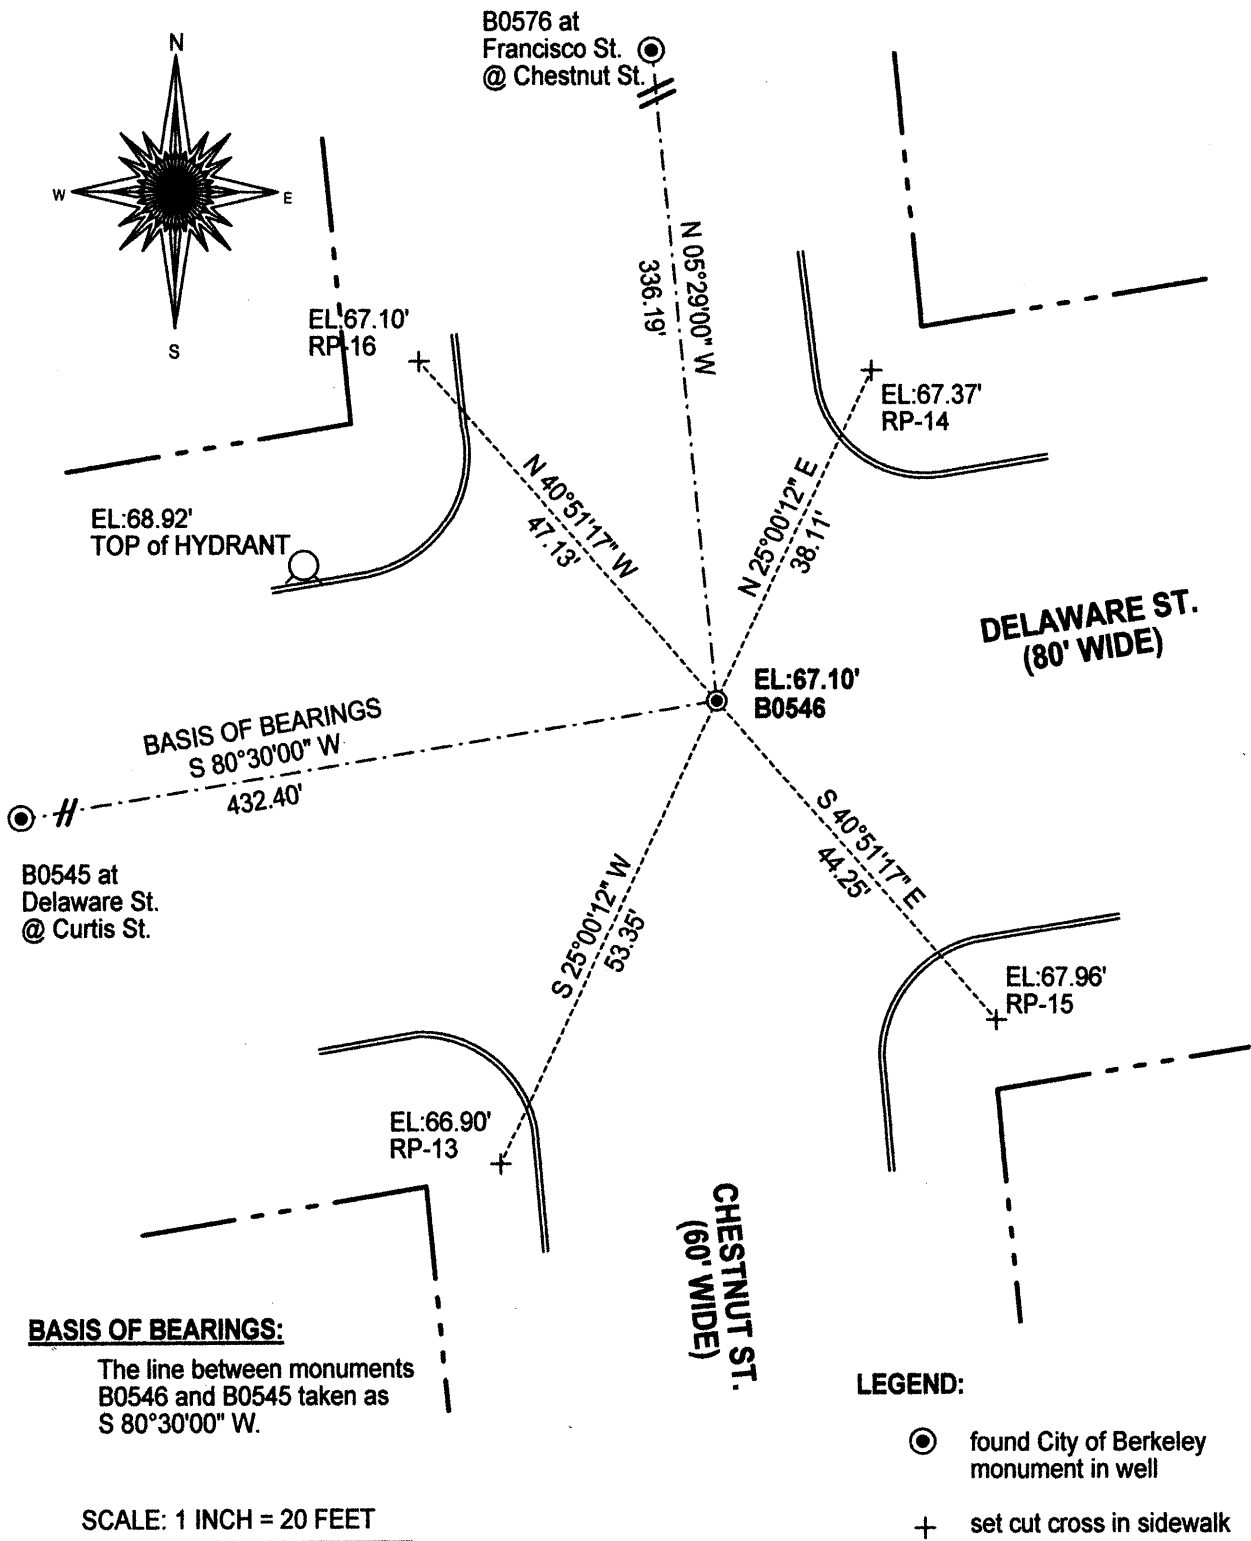 B0576 at
Francisco St.
@ Chestnut St.
N
W
E
S
N 05°29'00" W
336.19'
EL:67.10'
RP-16
EL:67.37'
RP-14
N 40°51'17" W
47.13'
N 25°00'12" E
38.11'
EL:68.92'
TOP of HYDRANT
DELAWARE ST.
(80' WIDE)
EL:67.10'
B0546
BASIS OF BEARINGS
S 80°30'00" W
432.40'
B0545 at
Delaware St.
@ Curtis St.
S 40°51'17" E
44.25'
S 25°00'12" W
53.35'
EL:67.96'
RP-15
EL:66.90'
RP-13
CHESTNUT ST.
(60' WIDE)
BASIS OF BEARINGS:
The line between monuments
B0546 and B0545 taken as
S 80°30'00" W.
SCALE: 1 INCH = 20 FEET
LEGEND:
found City of Berkeley
monument in well
set cut cross in sidewalk